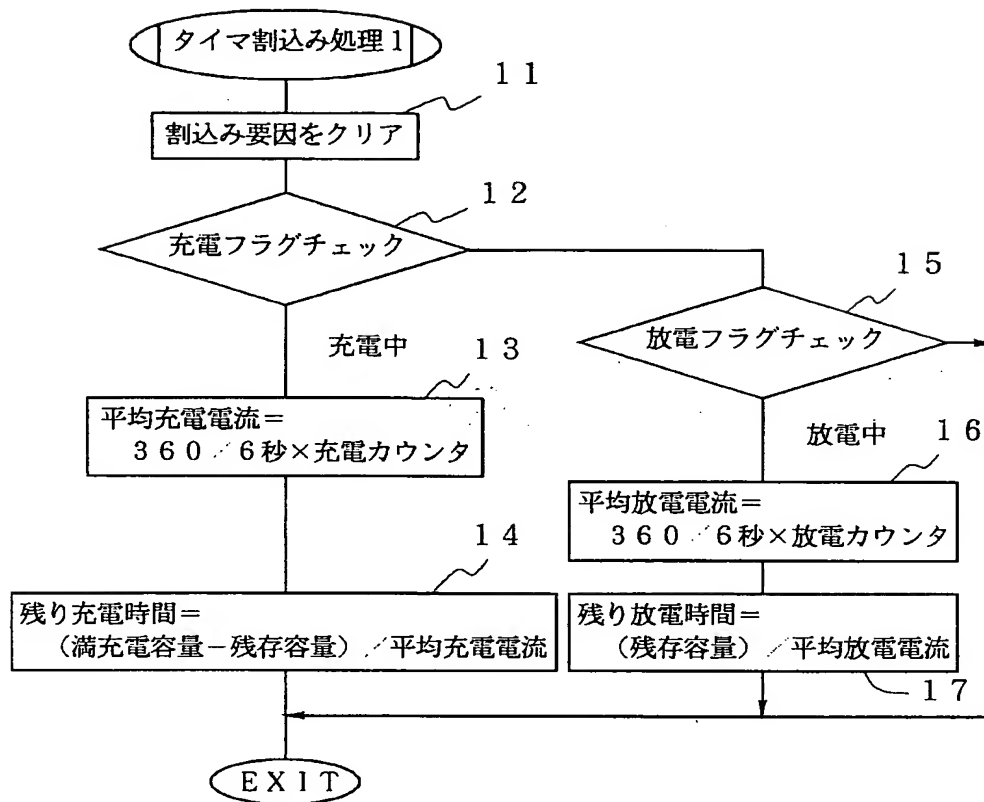 タイマ割込み処理1
11
割込み要因をクリア
12
充電フラグチェック
15
放電フラグチェック
充電中
13
平均充電電流=
360/6秒×充電カウンタ
放電中
16
平均放電電流=
360/6秒×放電カウンタ
14
残り充電時間=
(満充電容量-残存容量)/平均充電電流
残り放電時間=
(残存容量)/平均放電電流
17
EXIT